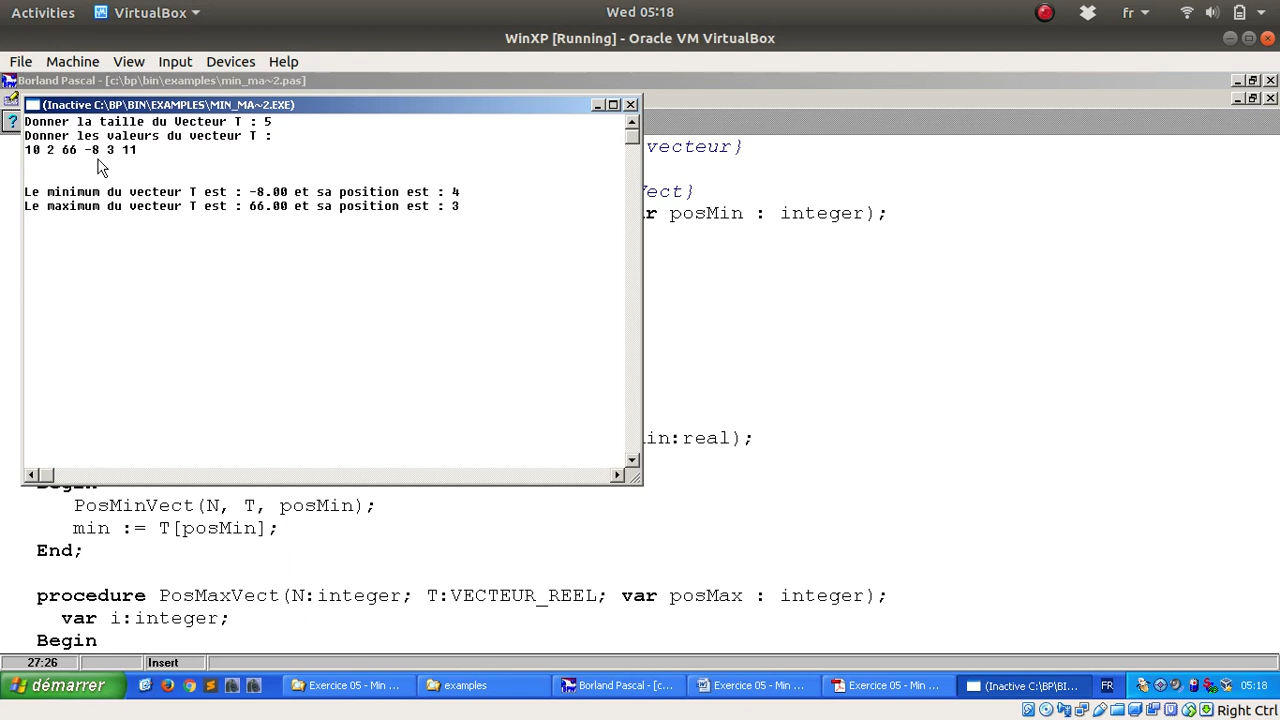 Activities VirtualBox Wed 05:18 fr
WinXP [Running] - Oracle VM VirtualBox
File Machine View Input Devices Help
Borland Pascal - [c:\bp\bin\examples\min_ma~2.pas]
(Inactive C:\BP\BIN\EXAMPLES\MIN_MA~2.EXE)
Donner la taille du Vecteur T : 5
Donner les valeurs du vecteur T :
10 2 66 -8 3 11
Le minimum du vecteur T est : -8.00 et sa position est : 4
Le maximum du vecteur T est : 66.00 et sa position est : 3
vecteur}
Vect}
posMin : integer);
in:real);
PosMinVect(N, T, posMin);
min := T[posMin];
End;
procedure PosMaxVect(N:integer; T:VECTEUR_REEL; var posMax : integer);
var i:integer;
Begin
27:26 Insert
démarrer Exercice 05 - Min ... examples Borland Pascal - [c... Exercice 05 - Min ... Exercice 05 - Min ... (Inactive C:\BP\BI... FR 05:18
Right Ctrl